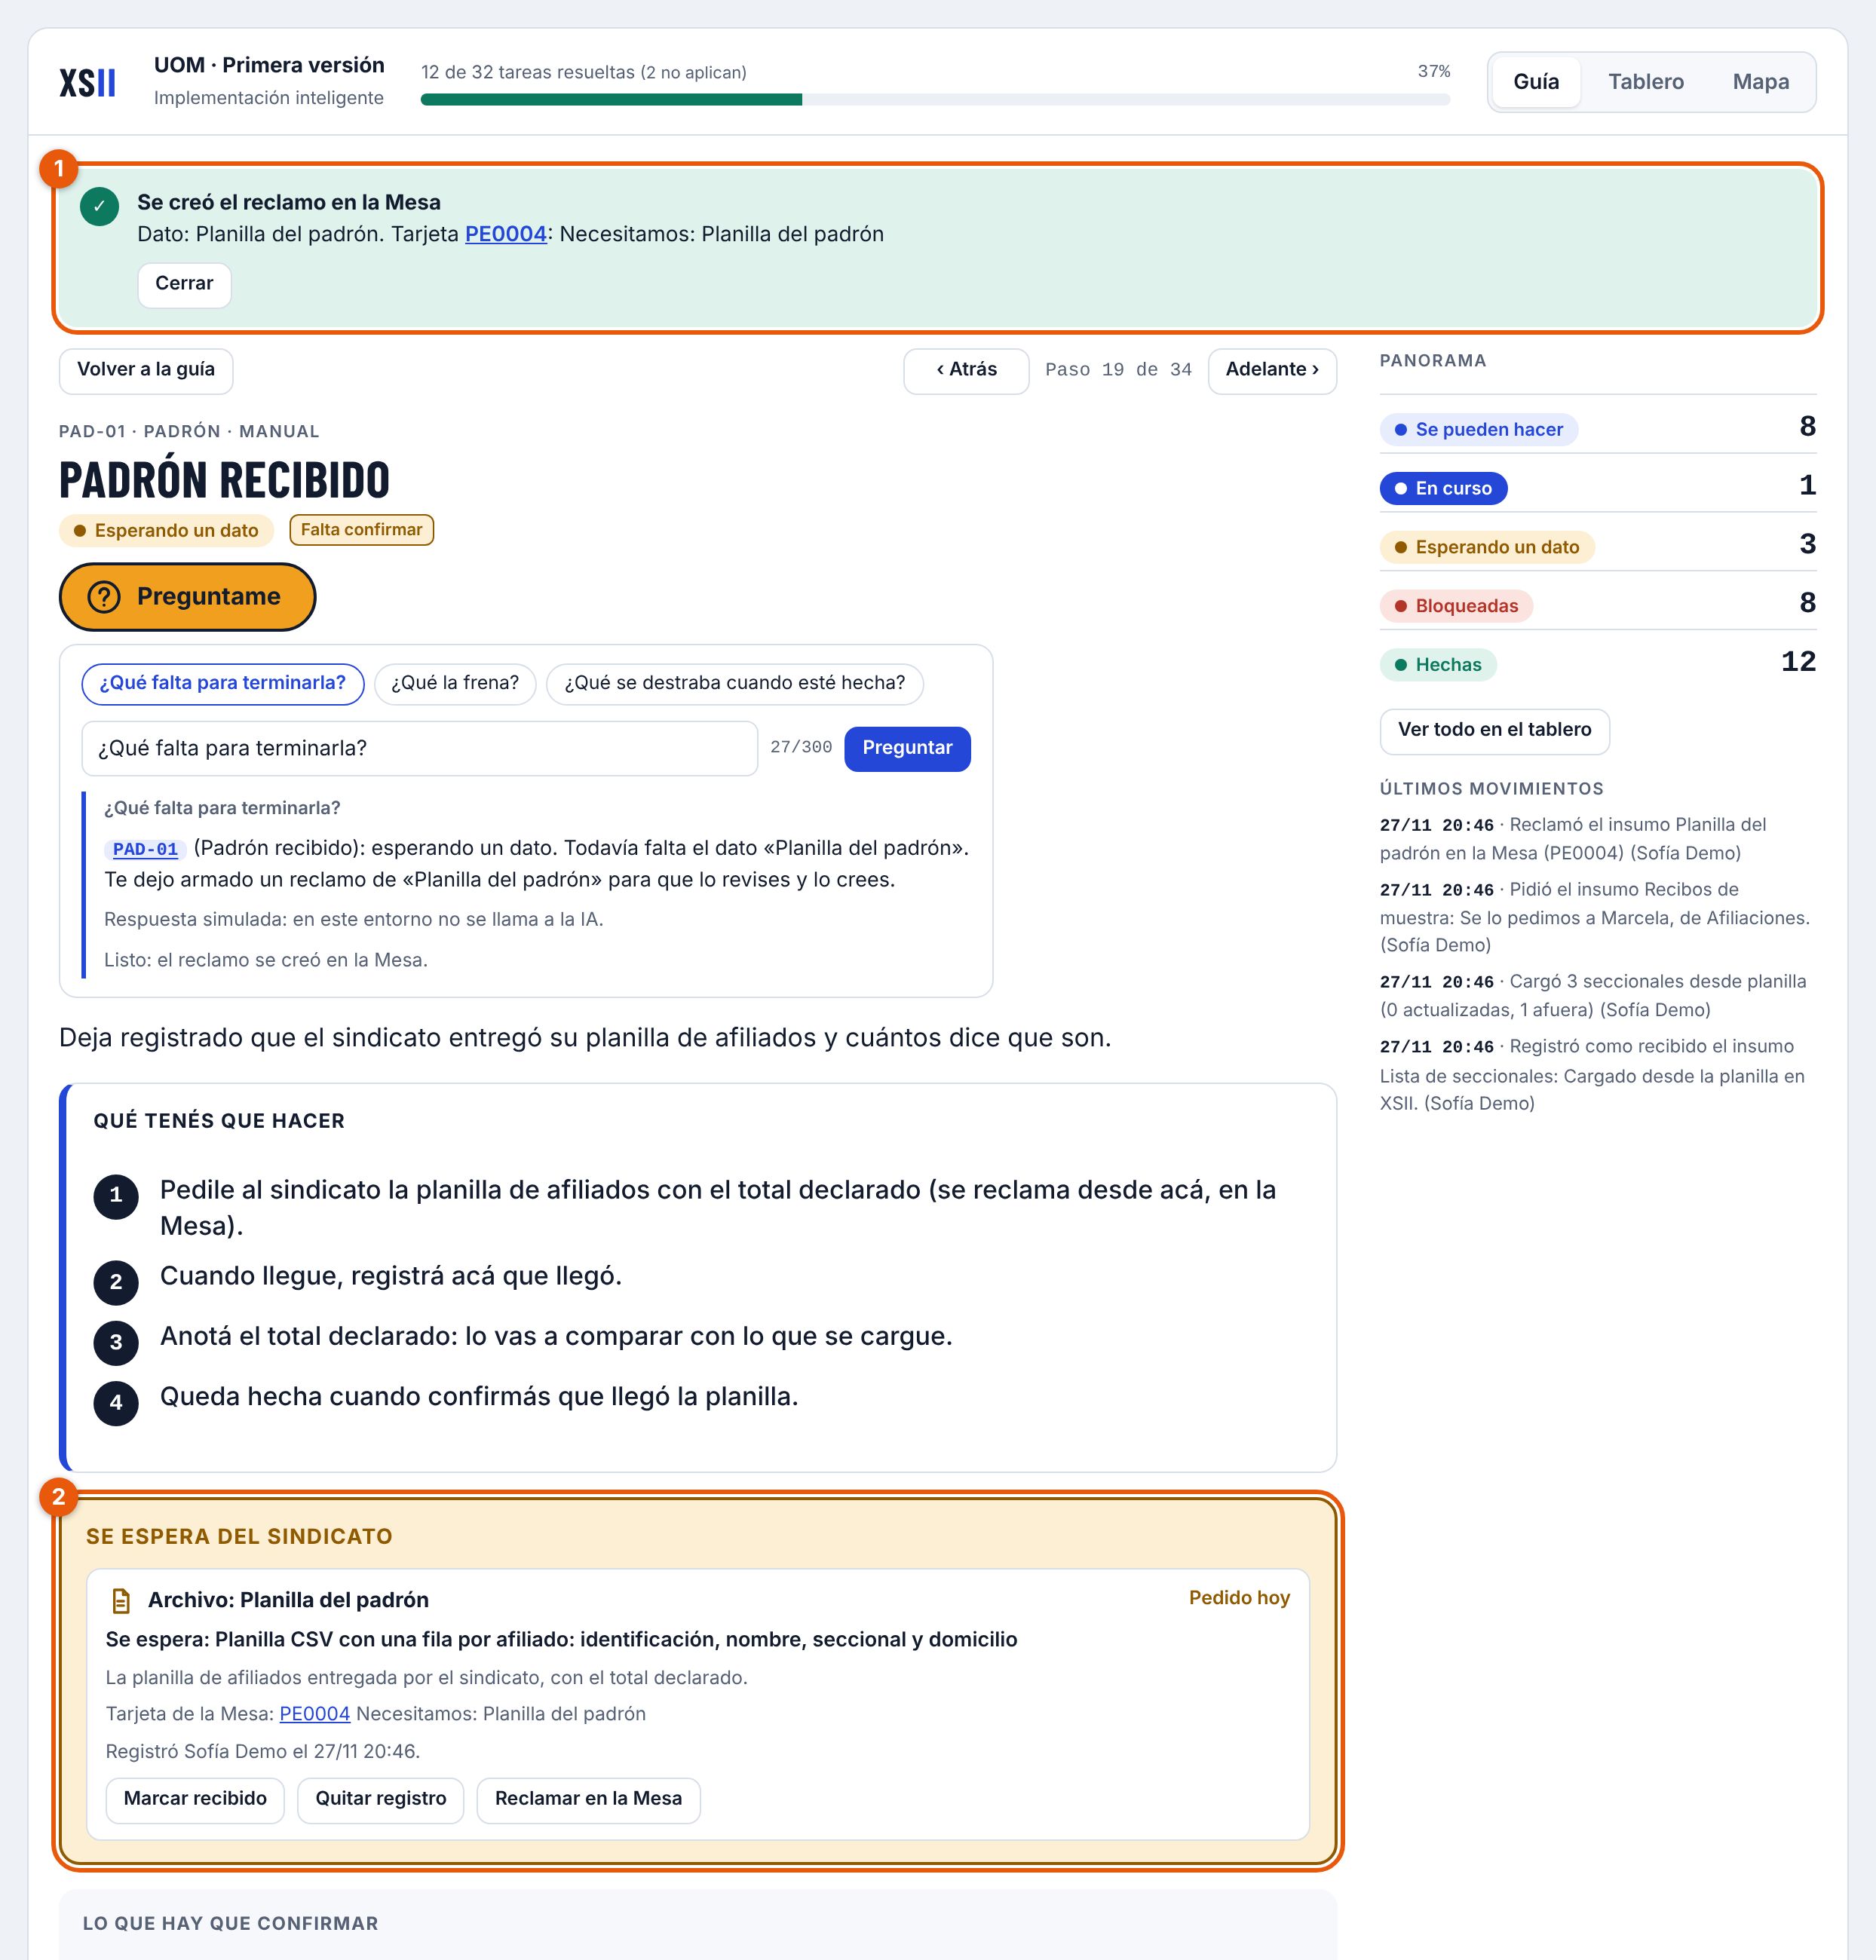 XSII
UOM · Primera versión
Implementación inteligente
12 de 32 tareas resueltas (2 no aplican)
37%
Guía
Tablero
Mapa
1
✓
Se creó el reclamo en la Mesa
Dato: Planilla del padrón. Tarjeta PE0004: Necesitamos: Planilla del padrón
Cerrar
Volver a la guía
‹ Atrás
Paso 19 de 34
Adelante ›
PAD-01 · PADRÓN · MANUAL
PADRÓN RECIBIDO
Esperando un dato
Falta confirmar
? Preguntame
¿Qué falta para terminarla?
¿Qué la frena?
¿Qué se destraba cuando esté hecha?
¿Qué falta para terminarla?
27/300
Preguntar
¿Qué falta para terminarla?
PAD-01 (Padrón recibido): esperando un dato. Todavía falta el dato «Planilla del padrón».
Te dejo armado un reclamo de «Planilla del padrón» para que lo revises y lo crees.
Respuesta simulada: en este entorno no se llama a la IA.
Listo: el reclamo se creó en la Mesa.
Deja registrado que el sindicato entregó su planilla de afiliados y cuántos dice que son.
QUÉ TENÉS QUE HACER
1 Pedile al sindicato la planilla de afiliados con el total declarado (se reclama desde acá, en la
Mesa).
2 Cuando llegue, registrá acá que llegó.
3 Anotá el total declarado: lo vas a comparar con lo que se cargue.
4 Queda hecha cuando confirmás que llegó la planilla.
2
SE ESPERA DEL SINDICATO
Archivo: Planilla del padrón
Pedido hoy
Se espera: Planilla CSV con una fila por afiliado: identificación, nombre, seccional y domicilio
La planilla de afiliados entregada por el sindicato, con el total declarado.
Tarjeta de la Mesa: PE0004 Necesitamos: Planilla del padrón
Registró Sofía Demo el 27/11 20:46.
Marcar recibido
Quitar registro
Reclamar en la Mesa
LO QUE HAY QUE CONFIRMAR
PANORAMA
Se pueden hacer 8
En curso 1
Esperando un dato 3
Bloqueadas 8
Hechas 12
Ver todo en el tablero
ÚLTIMOS MOVIMIENTOS
27/11 20:46 · Reclamó el insumo Planilla del
padrón en la Mesa (PE0004) (Sofía Demo)
27/11 20:46 · Pidió el insumo Recibos de
muestra: Se lo pedimos a Marcela, de Afiliaciones.
(Sofía Demo)
27/11 20:46 · Cargó 3 seccionales desde planilla
(0 actualizadas, 1 afuera) (Sofía Demo)
27/11 20:46 · Registró como recibido el insumo
Lista de seccionales: Cargado desde la planilla en
XSII. (Sofía Demo)